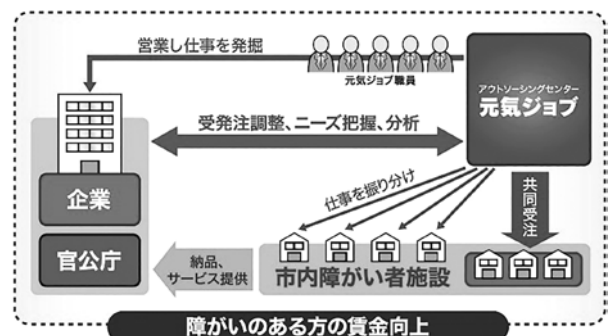 営業し仕事を発掘
元気ジョブ職員
アウトソーシングセンター
元気ジョブ
受発注調整、ニーズ把握、分析
企業
仕事を振り分け
共同受注
官公庁
納品、
サービス提供
市内障がい者施設
障がいのある方の賃金向上